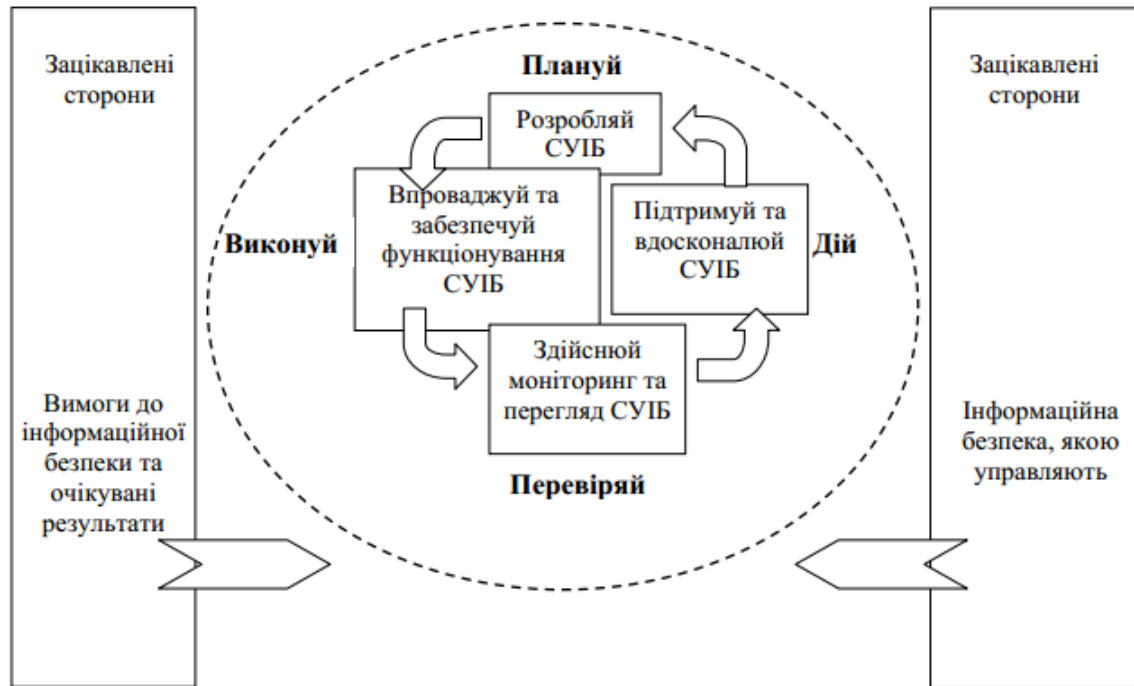 Зацікавлені
сторони
Вимоги до
інформаційної
безпеки та
очікувані
результати
Плануй
Розробляй
СУІБ
Виконуй
Впроваджуй та
забезпечуй
функціонування
СУІБ
Підтримуй та
вдосконалюй
СУІБ
Дій
Здійснюй
моніторинг та
перегляд СУІБ
Перевіряй
Зацікавлені
сторони
Інформаційна
безпека, якою
управляють